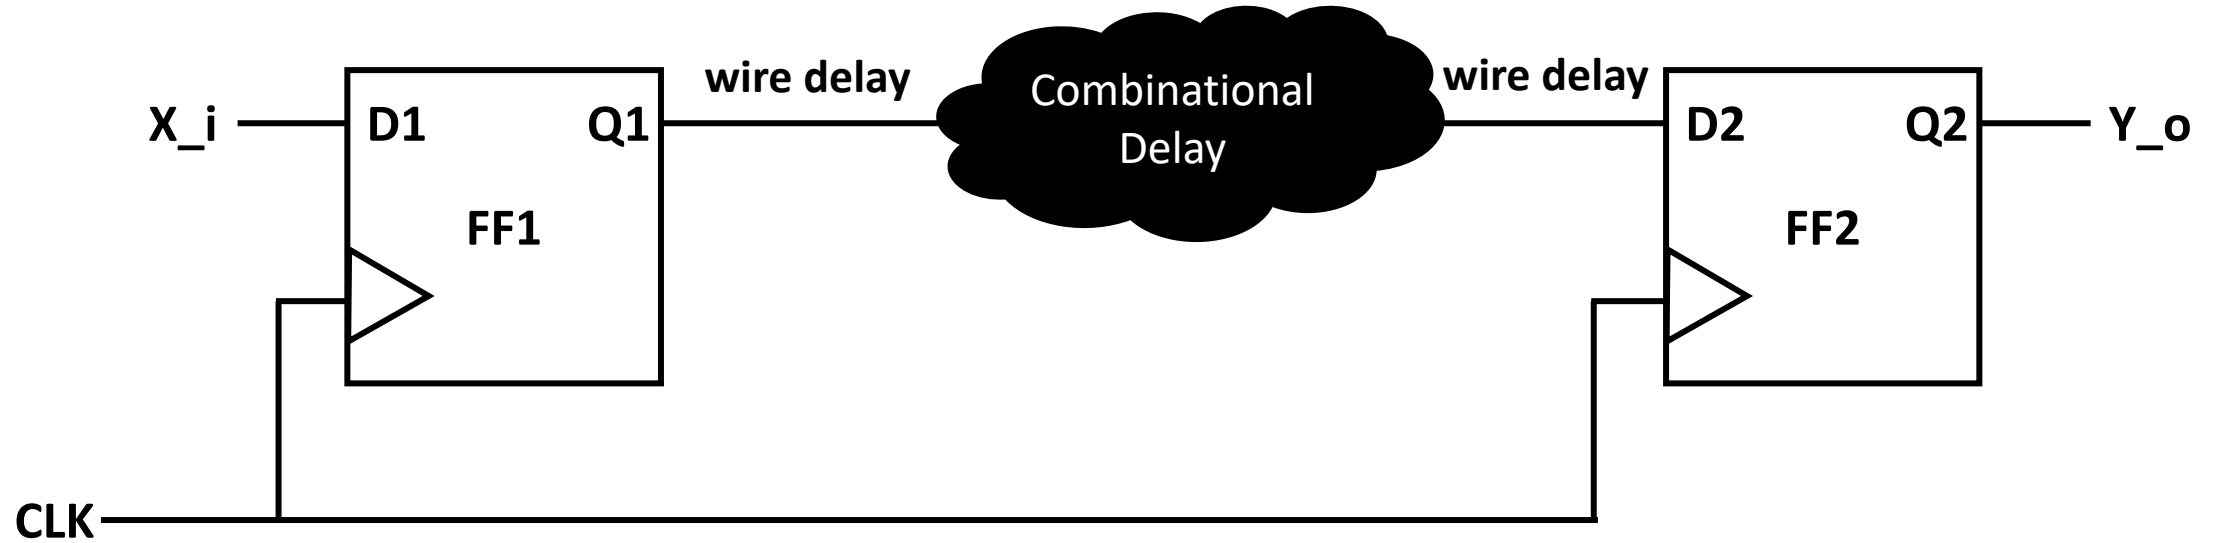 wire delay
Combinational
Delay
wire delay
X_i
D1
Q1
D2
Q2
Y_o
FF1
FF2
CLK